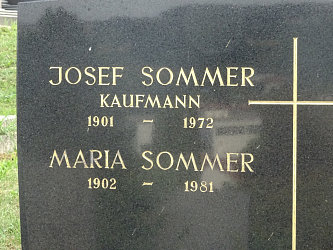 JOSEF SOMMER
KAUFMANN
1901 – 1972
MARIA SOMMER
1902 – 1981